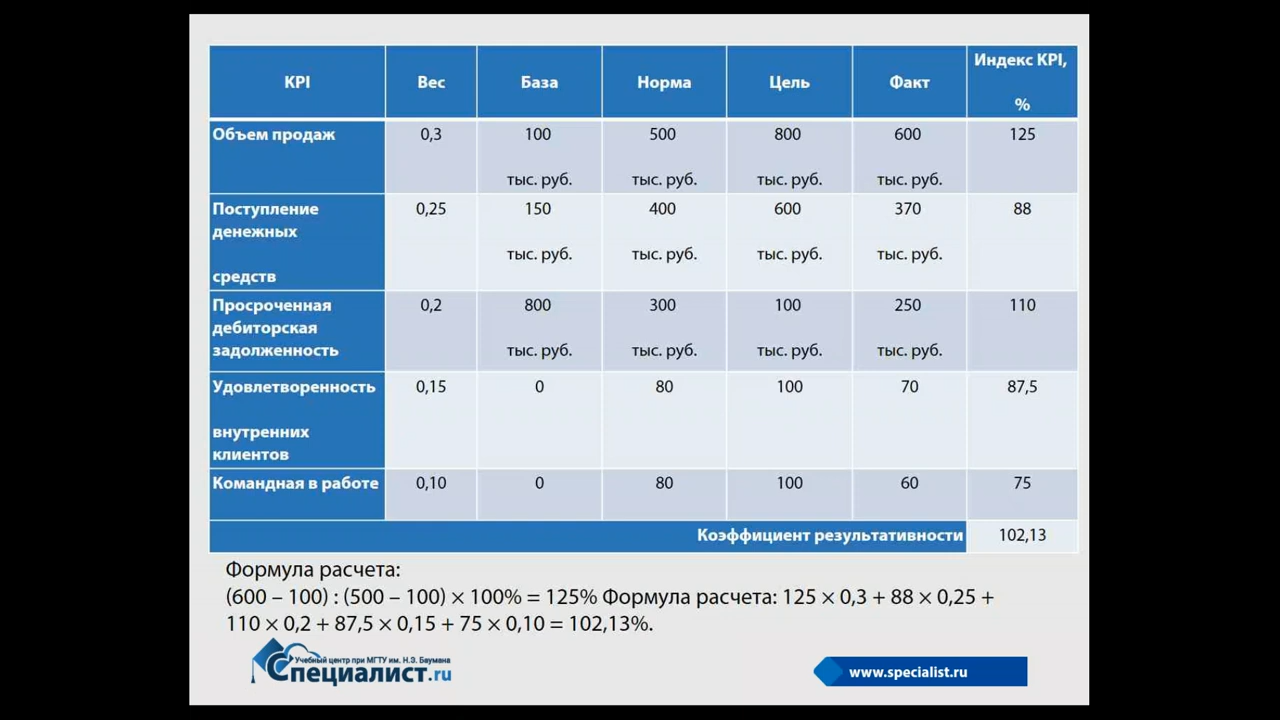 KPI
Вес
База
Норма
Цель
Факт
Индекс KPI,
%
Объем продаж
0,3
100
тыс. руб.
500
тыс. руб.
800
тыс. руб.
600
тыс. руб.
125
Поступление
денежных
средств
0,25
150
тыс. руб.
400
тыс. руб.
600
тыс. руб.
370
тыс. руб.
88
Просроченная
дебиторская
задолженность
0,2
800
тыс. руб.
300
тыс. руб.
100
тыс. руб.
250
тыс. руб.
110
Удовлетворенность
внутренних
клиентов
0,15
0
80
100
70
87,5
Командная в работе
0,10
0
80
100
60
75
Коэффициент результативности
102,13
Формула расчета:
(600 – 100) : (500 – 100) × 100% = 125% Формула расчета: 125 × 0,3 + 88 × 0,25 +
110 × 0,2 + 87,5 × 0,15 + 75 × 0,10 = 102,13%.
Учебный центр при МГТУ им. Н.Э. Баумана
Специалист.ru
www.specialist.ru